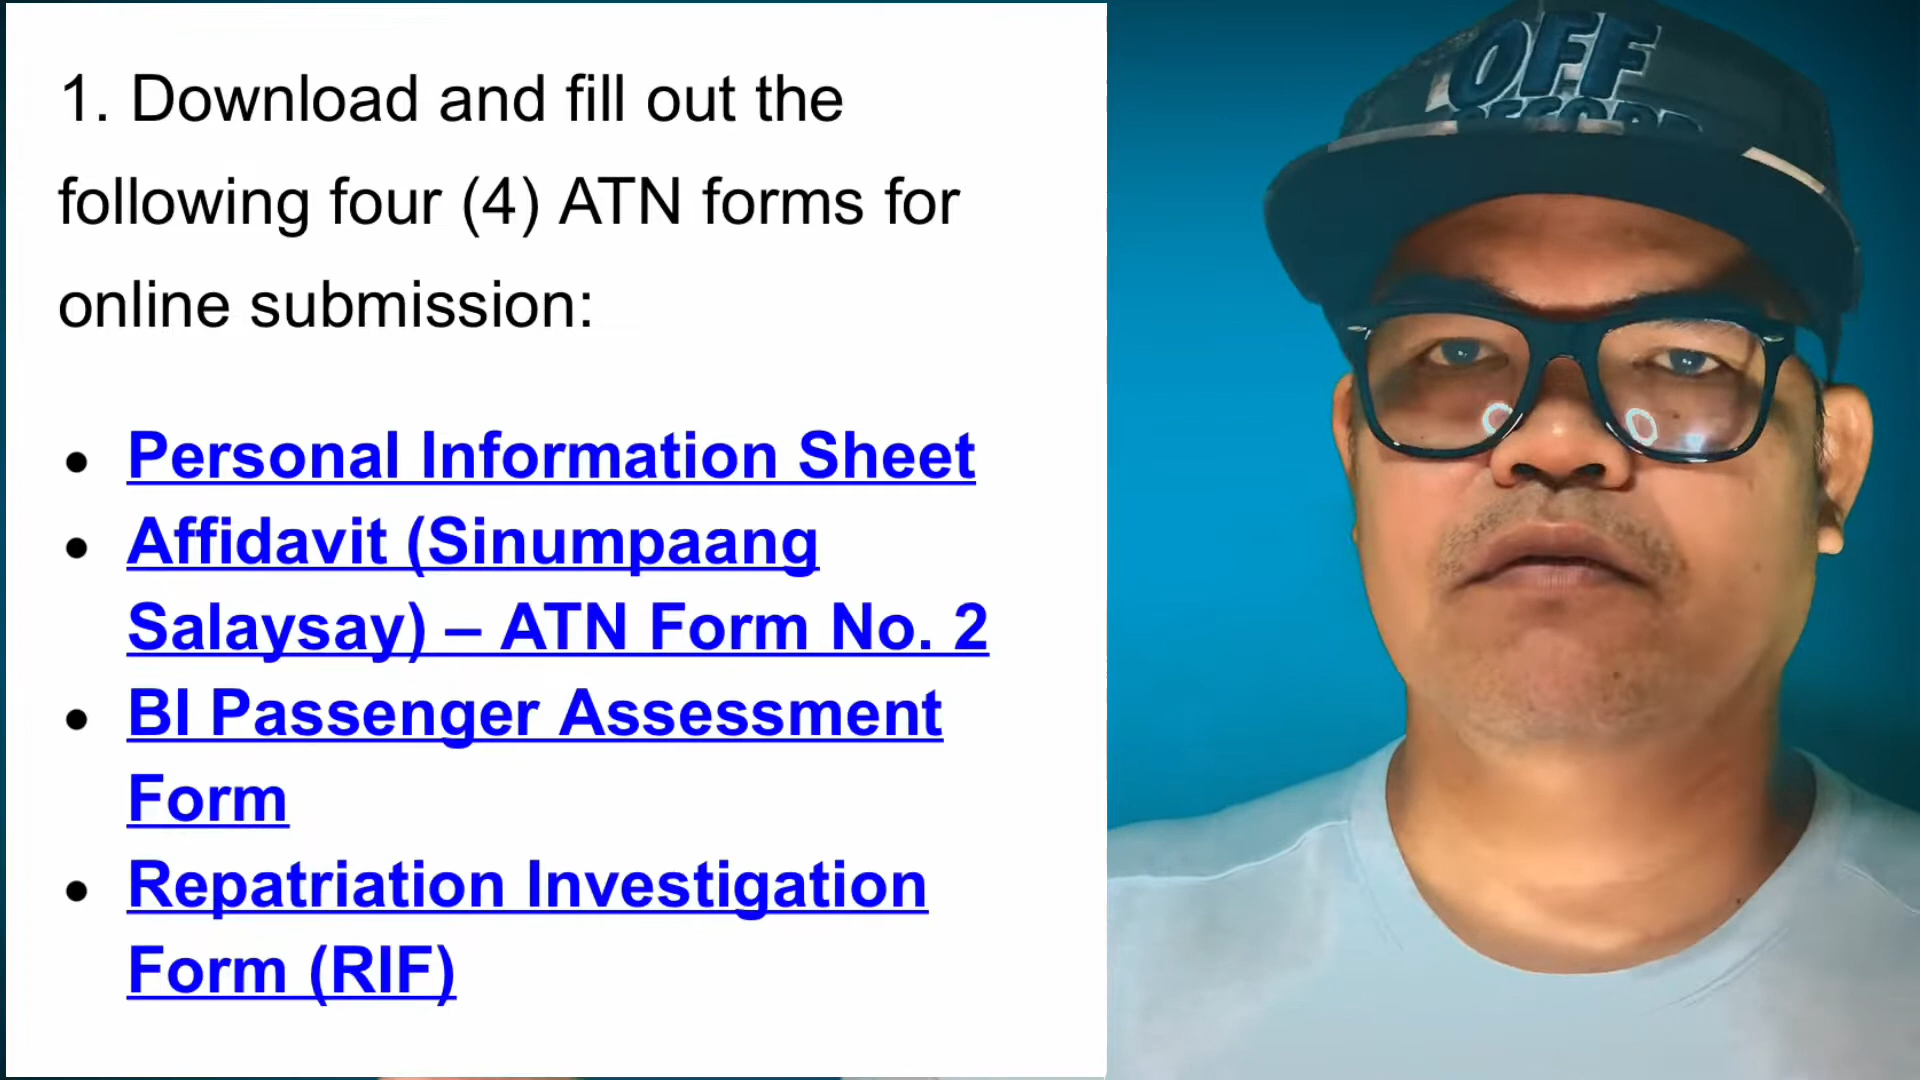 1. Download and fill out the
following four (4) ATN forms for
online submission:
• Personal Information Sheet
• Affidavit (Sinumpaang
Salaysay) – ATN Form No. 2
• BI Passenger Assessment
Form
• Repatriation Investigation
Form (RIF)
OFF
RECORD